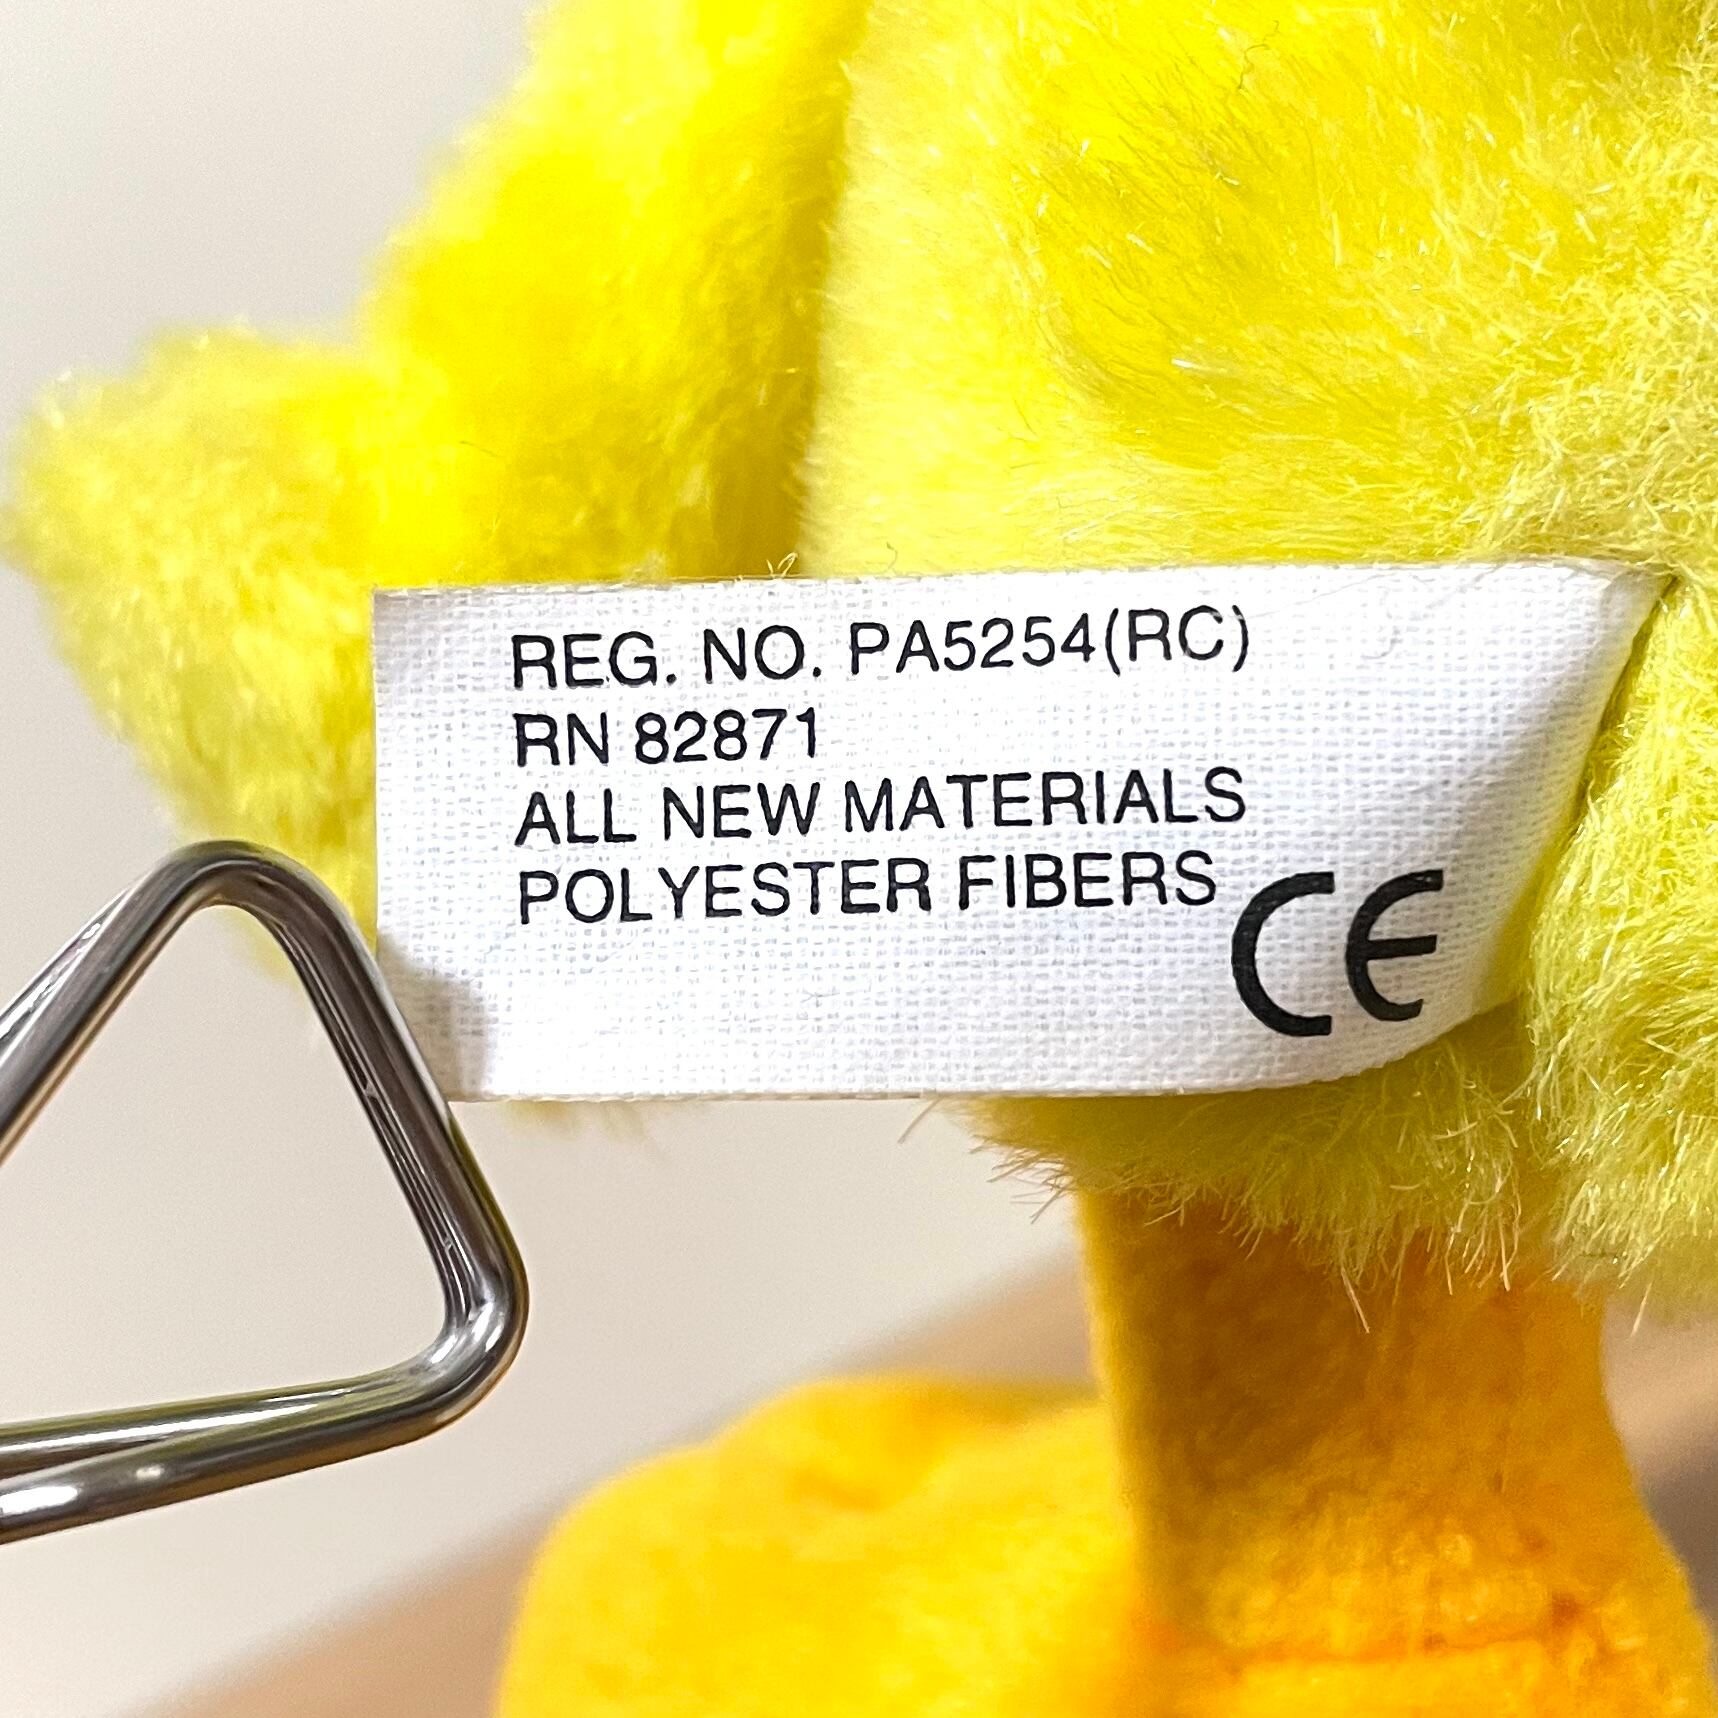 REG. NO. PA5254(RC)
RN 82871
ALL NEW MATERIALS
POLYESTER FIBERS
CE